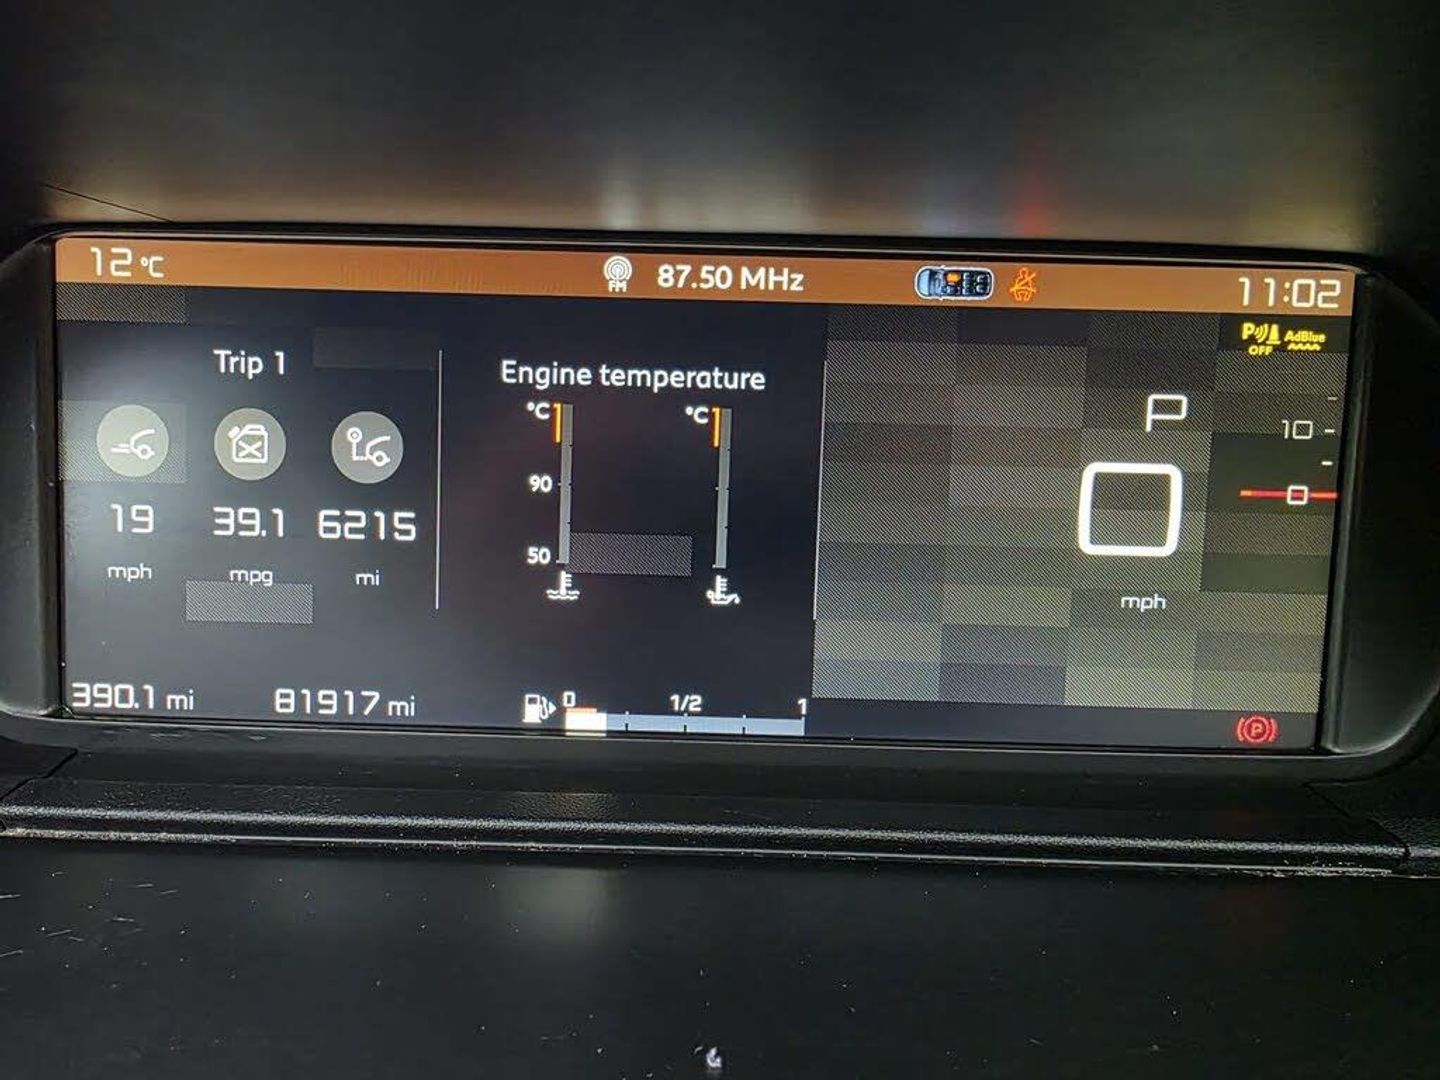 12 °C
FM 87.50 MHz
11:02
P OFF AdBlue
Trip 1
Engine temperature
°C °C
P
10
90
19 39.1 6215
0
0
50
mph mpg mi
mph
390.1 mi 81917 mi
0 1/2 1
P